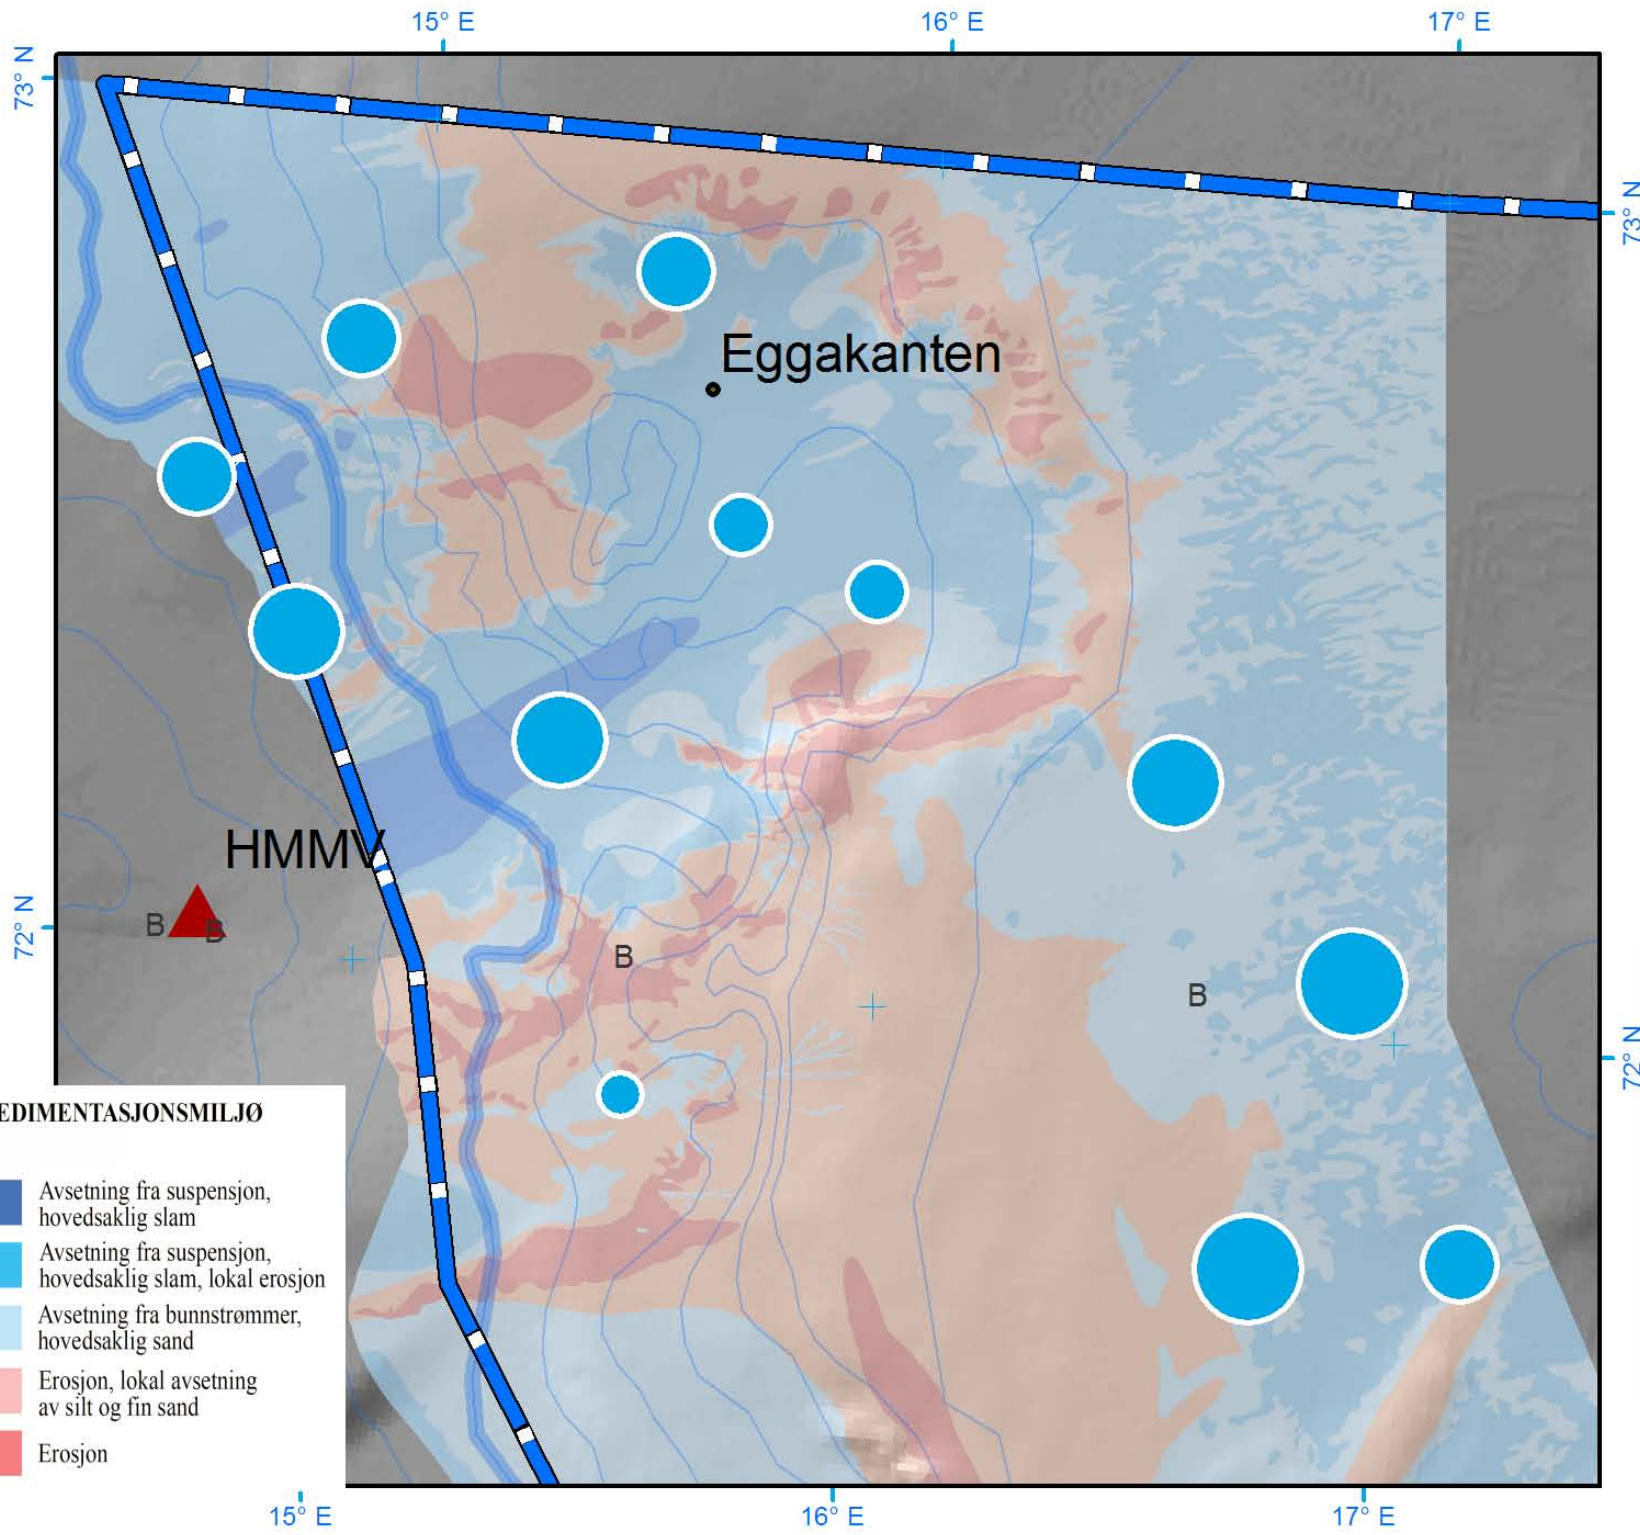 15° E
16° E
17° E
73° N
73° N
Eggakanten
HMMV
B
B
B
B
72° N
72° N
EDIMENTASJONSMILJØ
Avsetning fra suspensjon,
hovedsaklig slam
Avsetning fra suspensjon,
hovedsaklig slam, lokal erosjon
Avsetning fra bunnstrømmer,
hovedsaklig sand
Erosjon, lokal avsetning
av silt og fin sand
Erosjon
15° E
16° E
17° E